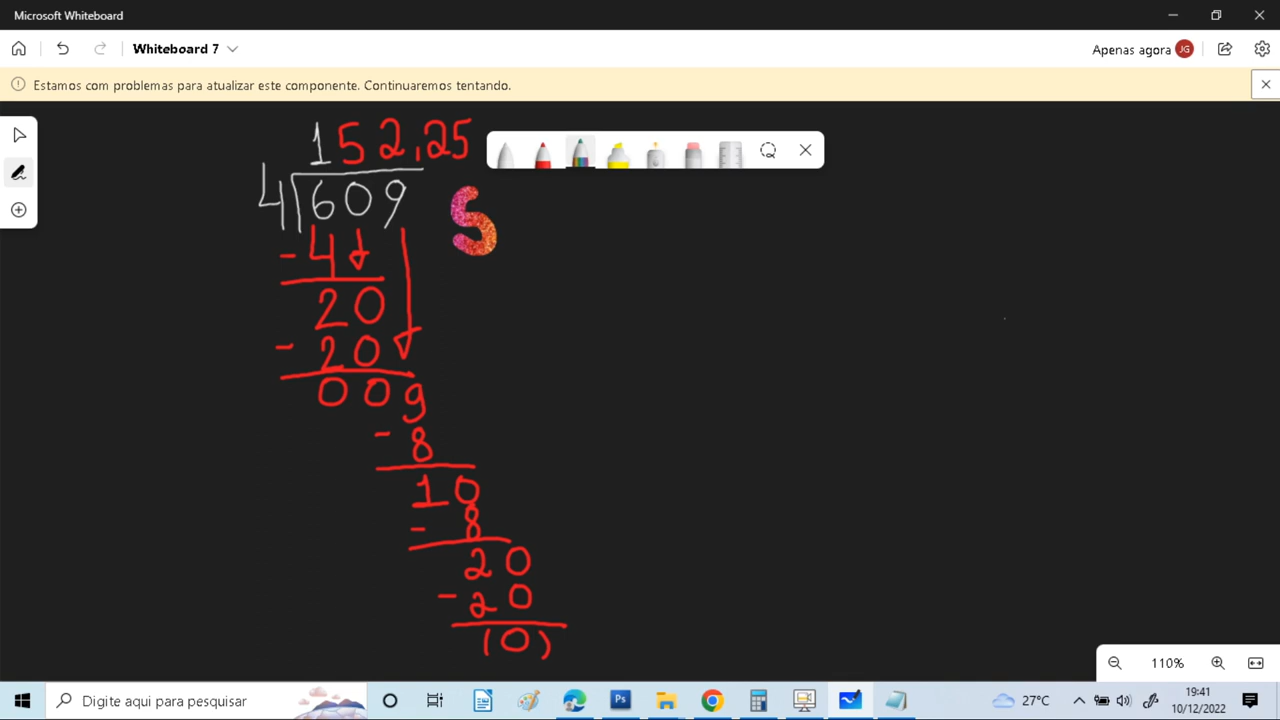 Microsoft Whiteboard
Whiteboard 7
Apenas agora JG
Estamos com problemas para atualizar este componente. Continuaremos tentando.
152,25
4 609 5
- 4
20
- 20
009
- 8
10
- 8
20
- 20
(0)
110%
Digite aqui para pesquisar
27°C
19:41
10/12/2022